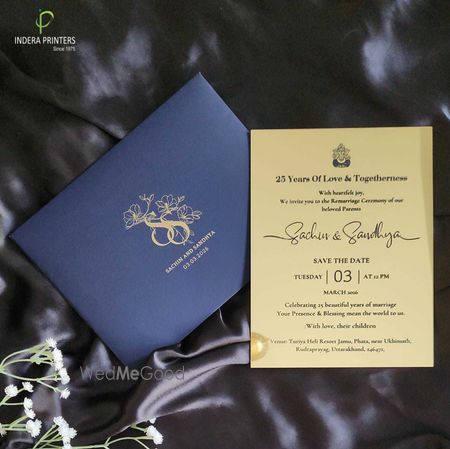 INDERA PRINTERS
Since 1975
SACHIN AND SANDHYA
03.03.2026
WedMeGood
25 Years Of Love & Togetherness
With heartfelt joy,
We invite you to the Remarriage Ceremony of our
beloved Parents
Sachin & Sandhya
SAVE THE DATE
TUESDAY | 03 | AT 12 PM
MARCH 2026
Celebrating 25 beautiful years of marriage
Your Presence & Blessing mean the world to us.
With love, their children
Venue: Turiya Heli Resort Jamu, Phata, near Ukhimath,
Rudraprayag, Uttarakhand, 246471,